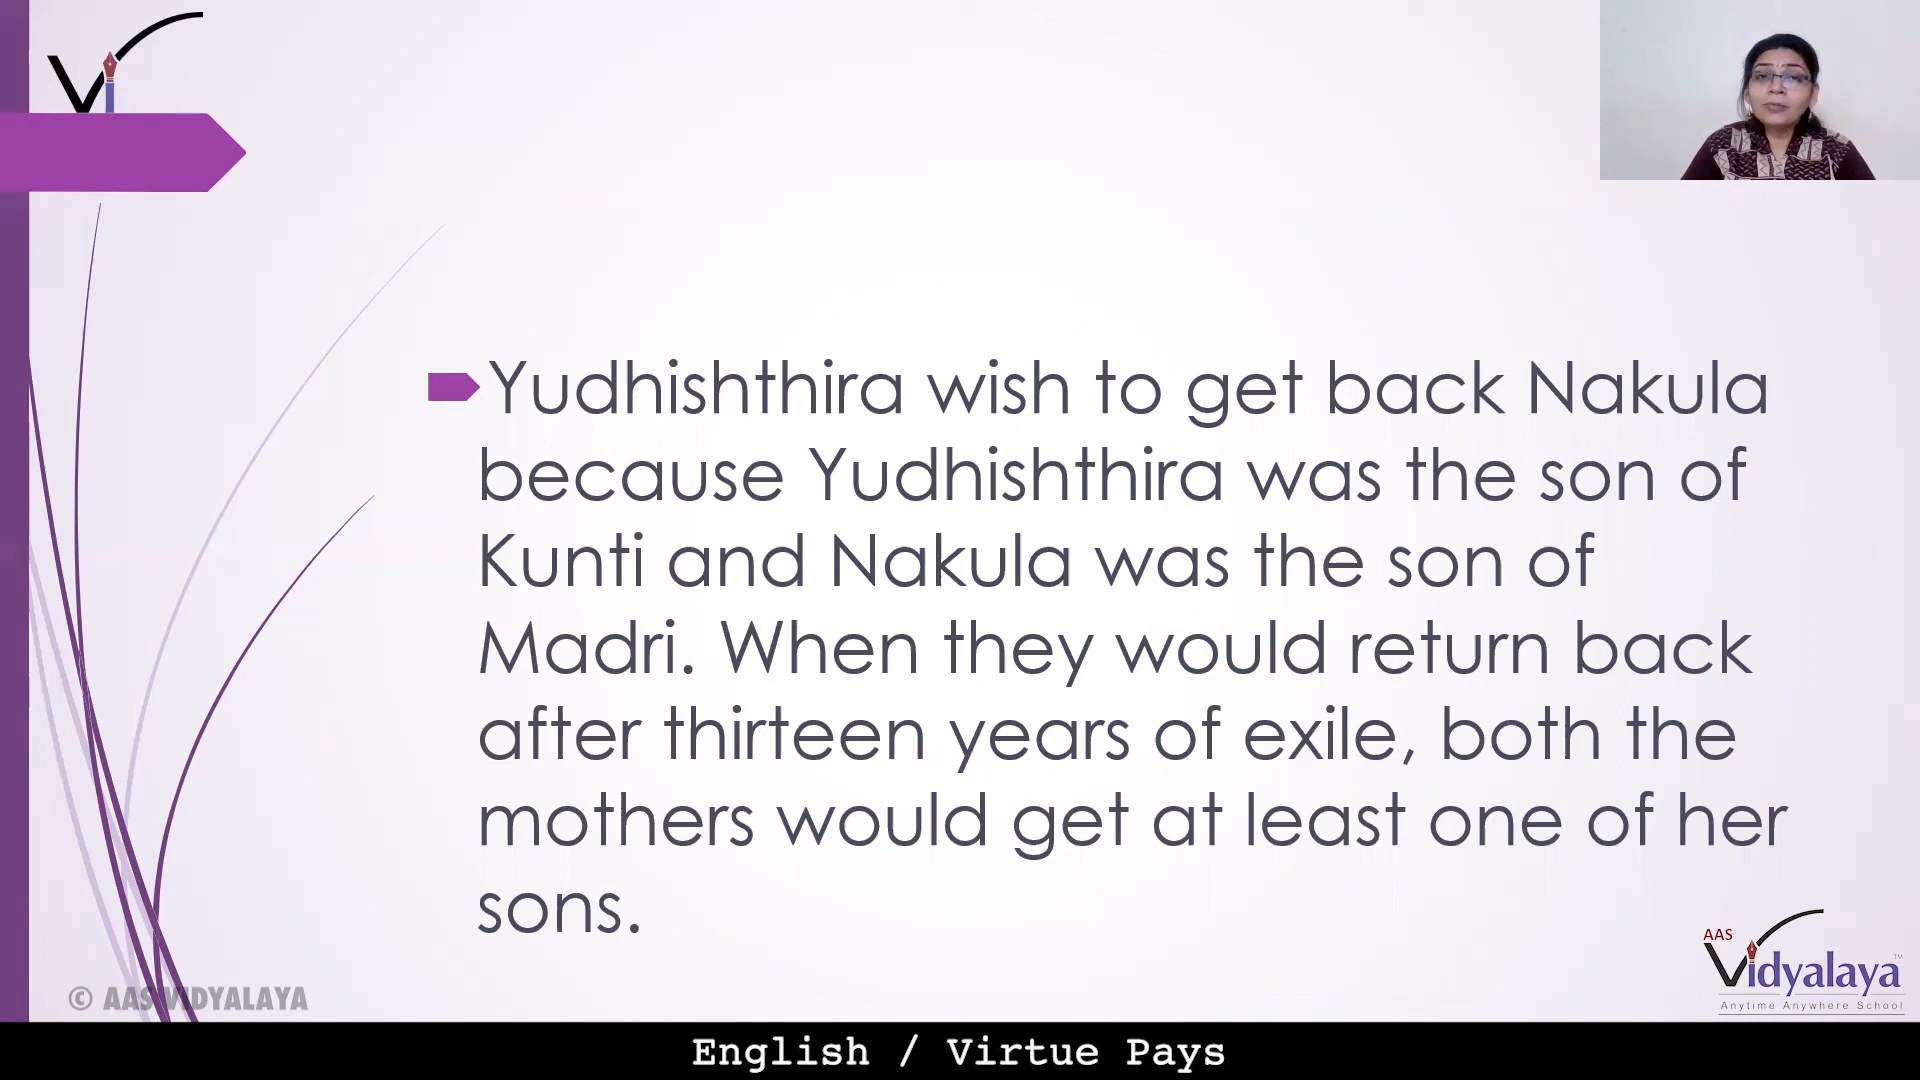 Vi
Yudhishthira wish to get back Nakula
because Yudhishthira was the son of
Kunti and Nakula was the son of
Madri. When they would return back
after thirteen years of exile, both the
mothers would get at least one of her
sons.
© AAS VIDYALAYA
AAS
Vidyalaya™
Anytime Anywhere School
English / Virtue Pays